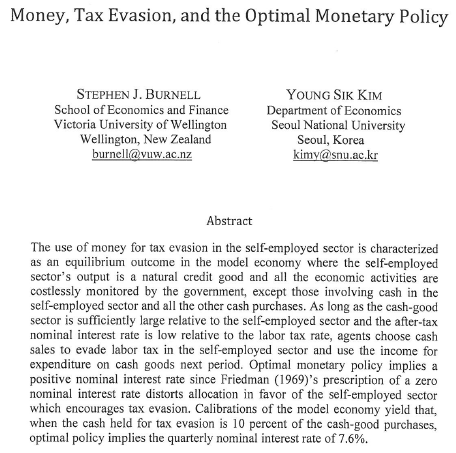 Money, Tax Evasion, and the Optimal Monetary Policy
STEPHEN J. BURNELL
School of Economics and Finance
Victoria University of Wellington
Wellington, New Zealand
burnell@vuw.ac.nz
YOUNG SIK KIM
Department of Economics
Seoul National University
Seoul, Korea
kimy@snu.ac.kr
Abstract
The use of money for tax evasion in the self-employed sector is characterized
as an equilibrium outcome in the model economy where the self-employed
sector's output is a natural credit good and all the economic activities are
costlessly monitored by the government, except those involving cash in the
self-employed sector and all the other cash purchases. As long as the cash-good
sector is sufficiently large relative to the self-employed sector and the after-tax
nominal interest rate is low relative to the labor tax rate, agents choose cash
sales to evade labor tax in the self-employed sector and use the income for
expenditure on cash goods next period. Optimal monetary policy implies a
positive nominal interest rate since Friedman (1969)'s prescription of a zero
nominal interest rate distorts allocation in favor of the self-employed sector
which encourages tax evasion. Calibrations of the model economy yield that,
when the cash held for tax evasion is 10 percent of the cash-good purchases,
optimal policy implies the quarterly nominal interest rate of 7.6%.